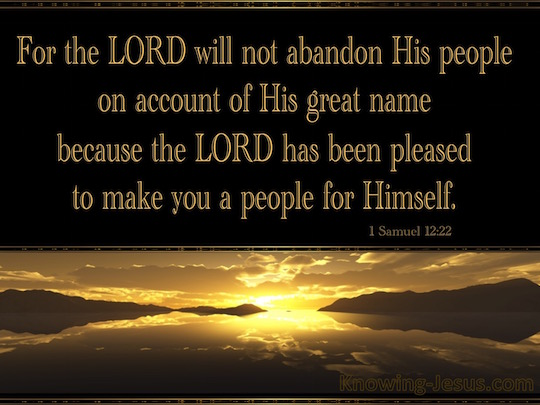 For the LORD will not abandon His people
on account of His great name
because the LORD has been pleased
to make you a people for Himself.
1 Samuel 12:22
Knowing-Jesus.com